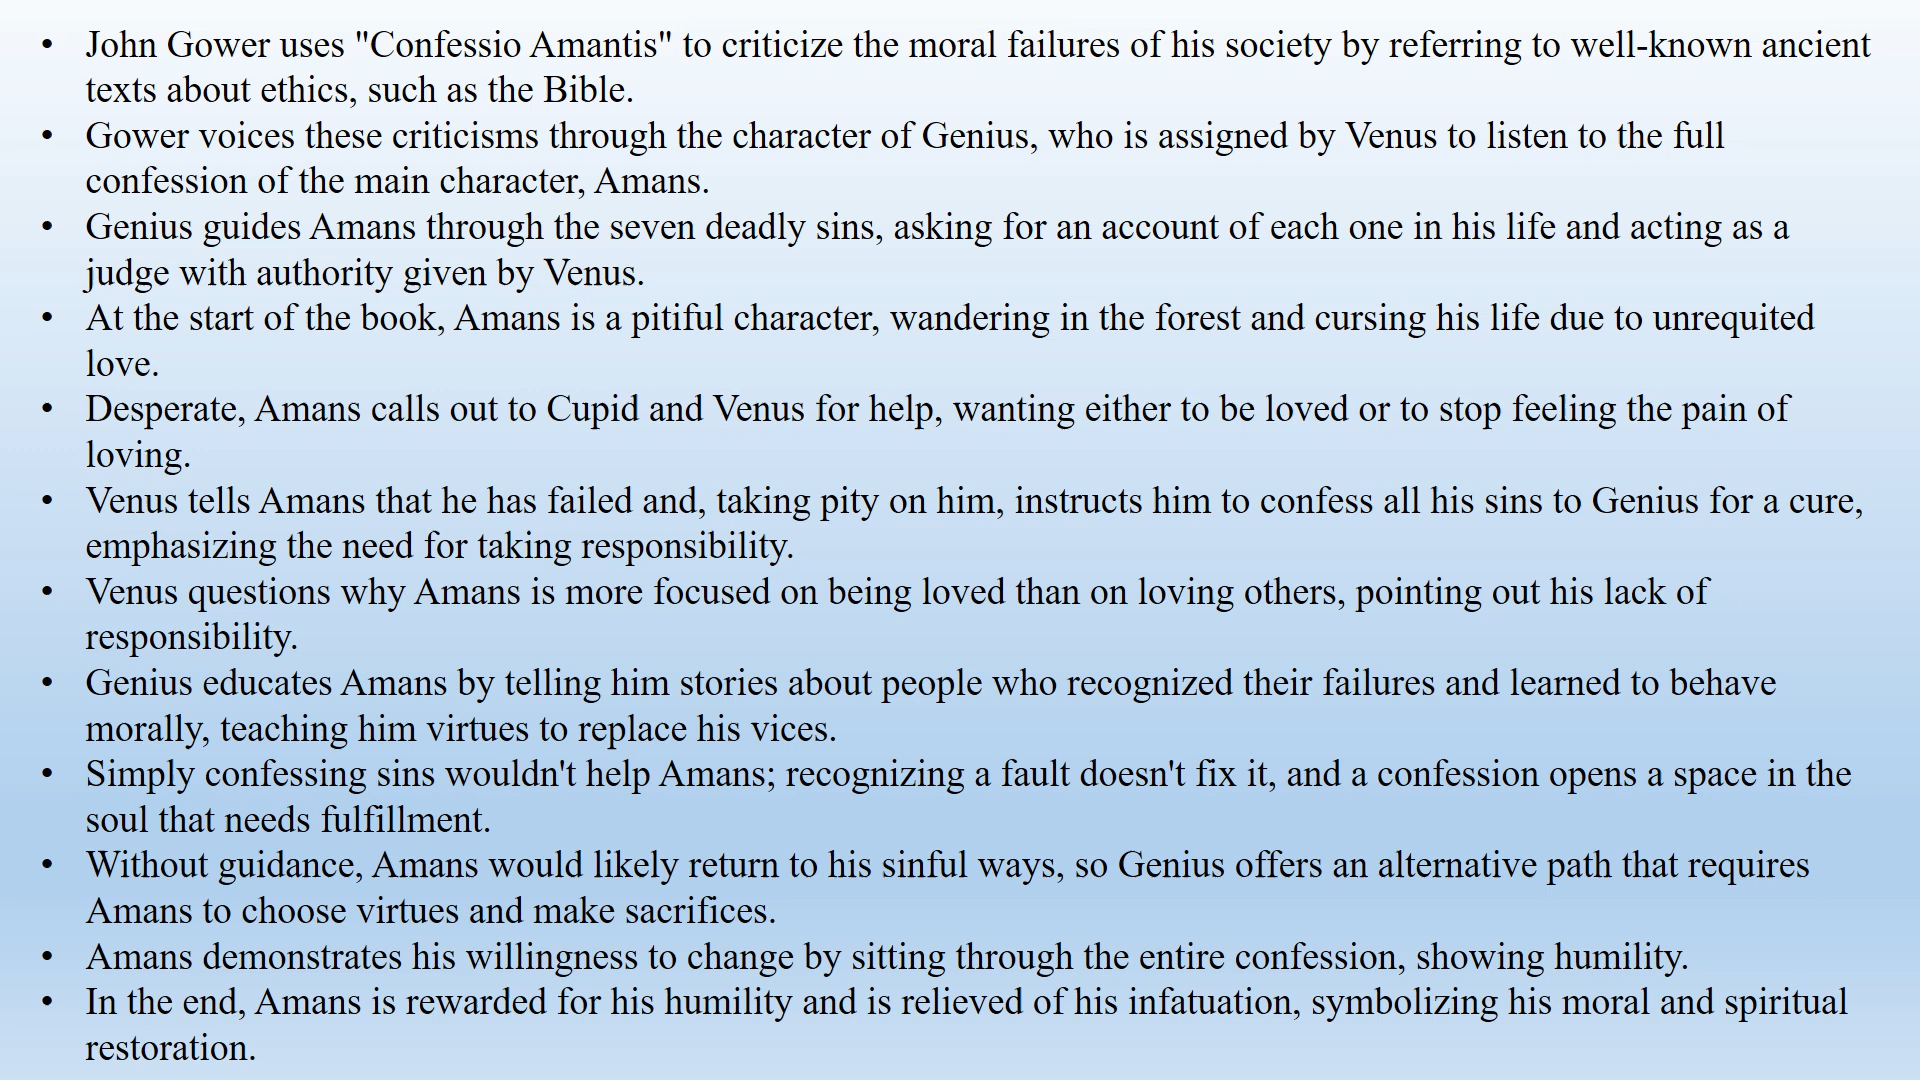 • John Gower uses "Confessio Amantis" to criticize the moral failures of his society by referring to well-known ancient
texts about ethics, such as the Bible.
• Gower voices these criticisms through the character of Genius, who is assigned by Venus to listen to the full
confession of the main character, Amans.
• Genius guides Amans through the seven deadly sins, asking for an account of each one in his life and acting as a
judge with authority given by Venus.
• At the start of the book, Amans is a pitiful character, wandering in the forest and cursing his life due to unrequited
love.
• Desperate, Amans calls out to Cupid and Venus for help, wanting either to be loved or to stop feeling the pain of
loving.
• Venus tells Amans that he has failed and, taking pity on him, instructs him to confess all his sins to Genius for a cure,
emphasizing the need for taking responsibility.
• Venus questions why Amans is more focused on being loved than on loving others, pointing out his lack of
responsibility.
• Genius educates Amans by telling him stories about people who recognized their failures and learned to behave
morally, teaching him virtues to replace his vices.
• Simply confessing sins wouldn't help Amans; recognizing a fault doesn't fix it, and a confession opens a space in the
soul that needs fulfillment.
• Without guidance, Amans would likely return to his sinful ways, so Genius offers an alternative path that requires
Amans to choose virtues and make sacrifices.
• Amans demonstrates his willingness to change by sitting through the entire confession, showing humility.
• In the end, Amans is rewarded for his humility and is relieved of his infatuation, symbolizing his moral and spiritual
restoration.